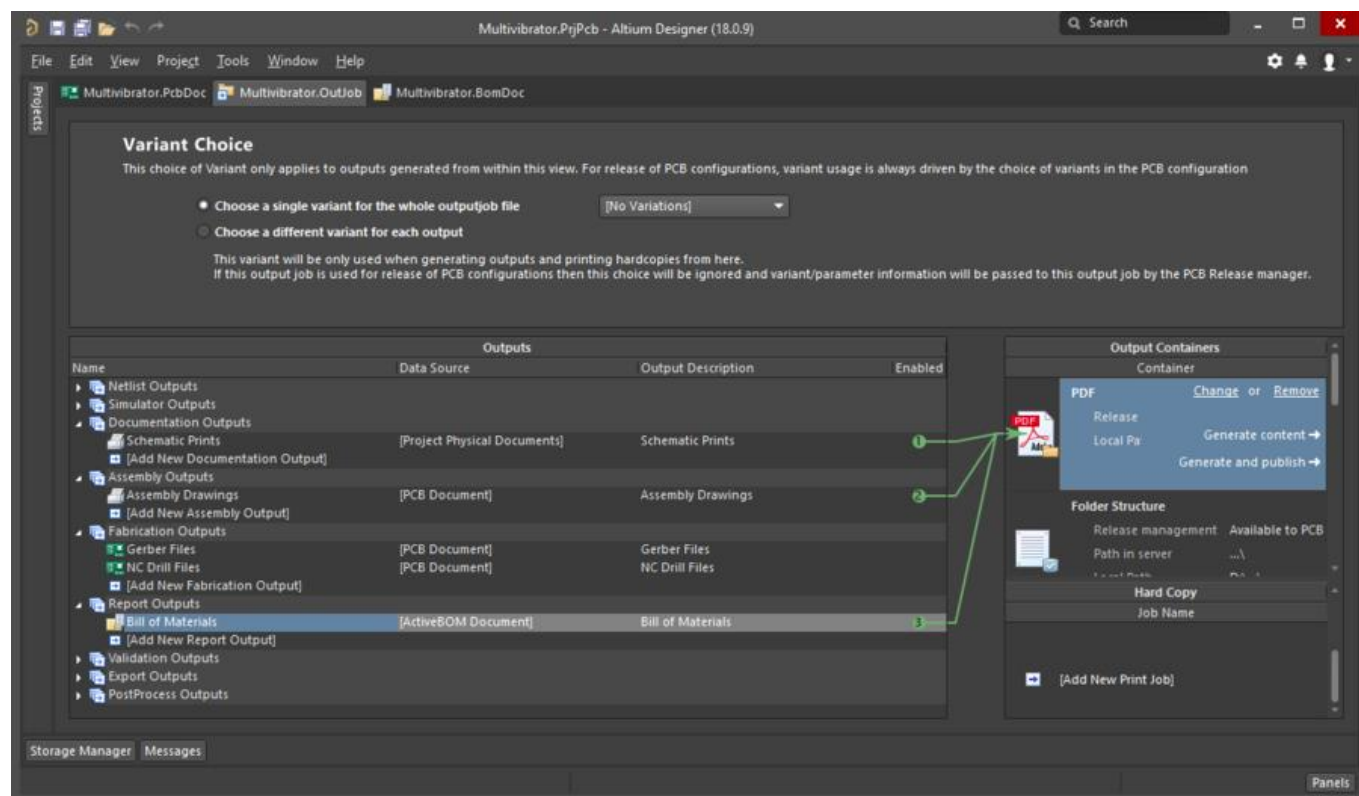 Multivibrator.PrjPcb - Altium Designer (18.0.9)
Search
File Edit View Project Tools Window Help
Projects
Multivibrator.PcbDoc Multivibrator.OutJob Multivibrator.BomDoc
Variant Choice
This choice of Variant only applies to outputs generated from within this view. For release of PCB configurations, variant usage is always driven by the choice of variants in the PCB configuration
Choose a single variant for the whole outputjob file [No Variations]
Choose a different variant for each output
This variant will be only used when generating outputs and printing hardcopies from here.
If this output job is used for release of PCB configurations then this choice will be ignored and variant/parameter information will be passed to this output job by the PCB Release manager.
Outputs
Name Data Source Output Description Enabled
Netlist Outputs
Simulator Outputs
Documentation Outputs
Schematic Prints [Project Physical Documents] Schematic Prints 1
[Add New Documentation Output]
Assembly Outputs
Assembly Drawings [PCB Document] Assembly Drawings 2
[Add New Assembly Output]
Fabrication Outputs
Gerber Files [PCB Document] Gerber Files
NC Drill Files [PCB Document] NC Drill Files
[Add New Fabrication Output]
Report Outputs
Bill of Materials [ActiveBOM Document] Bill of Materials 3
[Add New Report Output]
Validation Outputs
Export Outputs
PostProcess Outputs
Output Containers
Container
PDF Change or Remove
PDF
Release
Local Pa Generate content
Generate and publish
Folder Structure
Release management Available to PCB
Path in server ...\
Hard Copy
Job Name
[Add New Print Job]
Storage Manager Messages
Panels